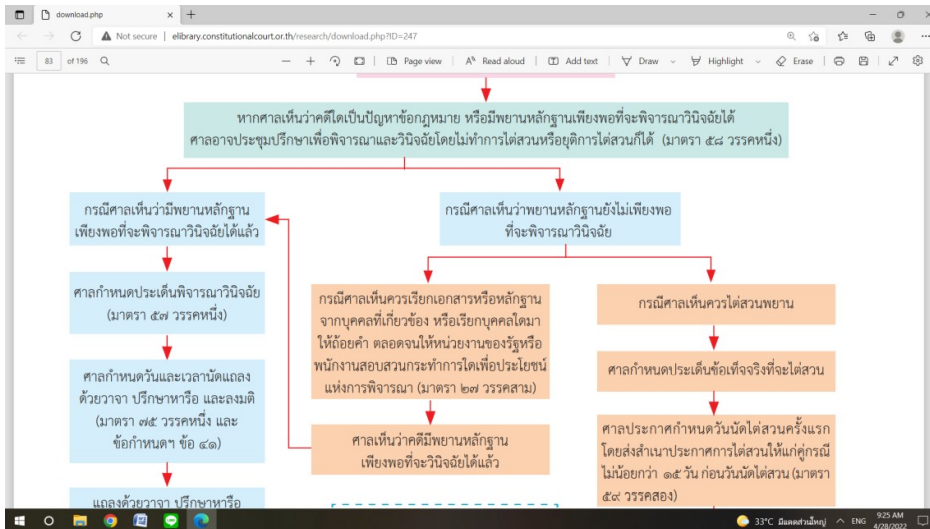 download.php
Not secure
elibrary.constitutionalcourt.or.th/research/download.php?ID=247
83 of 196
Page view
Read aloud
Add text
Draw
Highlight
Erase
หากศาลเห็นว่าคดีใดเป็นปัญหาข้อกฎหมาย หรือมีพยานหลักฐานเพียงพอที่จะพิจารณาวินิจฉัยได้
ศาลอาจประชุมปรึกษาเพื่อพิจารณาและวินิจฉัยโดยไม่ทำการไต่สวนหรือยุติการไต่สวนก็ได้ (มาตรา ๕๘ วรรคหนึ่ง)
กรณีศาลเห็นว่ามีพยานหลักฐาน
เพียงพอที่จะพิจารณาวินิจฉัยได้แล้ว
กรณีศาลเห็นว่าพยานหลักฐานยังไม่เพียงพอ
ที่จะพิจารณาวินิจฉัย
ศาลกำหนดประเด็นพิจารณาวินิจฉัย
(มาตรา ๕๗ วรรคหนึ่ง)
ศาลกำหนดวันและเวลานัดแถลง
ด้วยวาจา ปรึกษาหารือ และลงมติ
(มาตรา ๗๕ วรรคหนึ่ง และ
ข้อกำหนดฯ ข้อ ๔๑)
แถลงด้วยวาจา ปรึกษาหารือ
กรณีศาลเห็นควรเรียกเอกสารหรือหลักฐาน
จากบุคคลที่เกี่ยวข้อง หรือเรียกบุคคลใดมา
ให้ถ้อยคำ ตลอดจนให้หน่วยงานของรัฐหรือ
พนักงานสอบสวนกระทำการใดเพื่อประโยชน์
แห่งการพิจารณา (มาตรา ๒๗ วรรคสาม)
ศาลเห็นว่าคดีมีพยานหลักฐาน
เพียงพอที่จะวินิจฉัยได้แล้ว
กรณีศาลเห็นควรไต่สวนพยาน
ศาลกำหนดประเด็นข้อเท็จจริงที่จะไต่สวน
ศาลประกาศกำหนดวันนัดไต่สวนครั้งแรก
โดยส่งสำเนาประกาศการไต่สวนให้แก่คู่กรณี
ไม่น้อยกว่า ๑๕ วัน ก่อนวันนัดไต่สวน (มาตรา
๕๙ วรรคสอง)
33°C มีแดดส่วนใหญ่
ENG
9:25 AM
4/28/2022